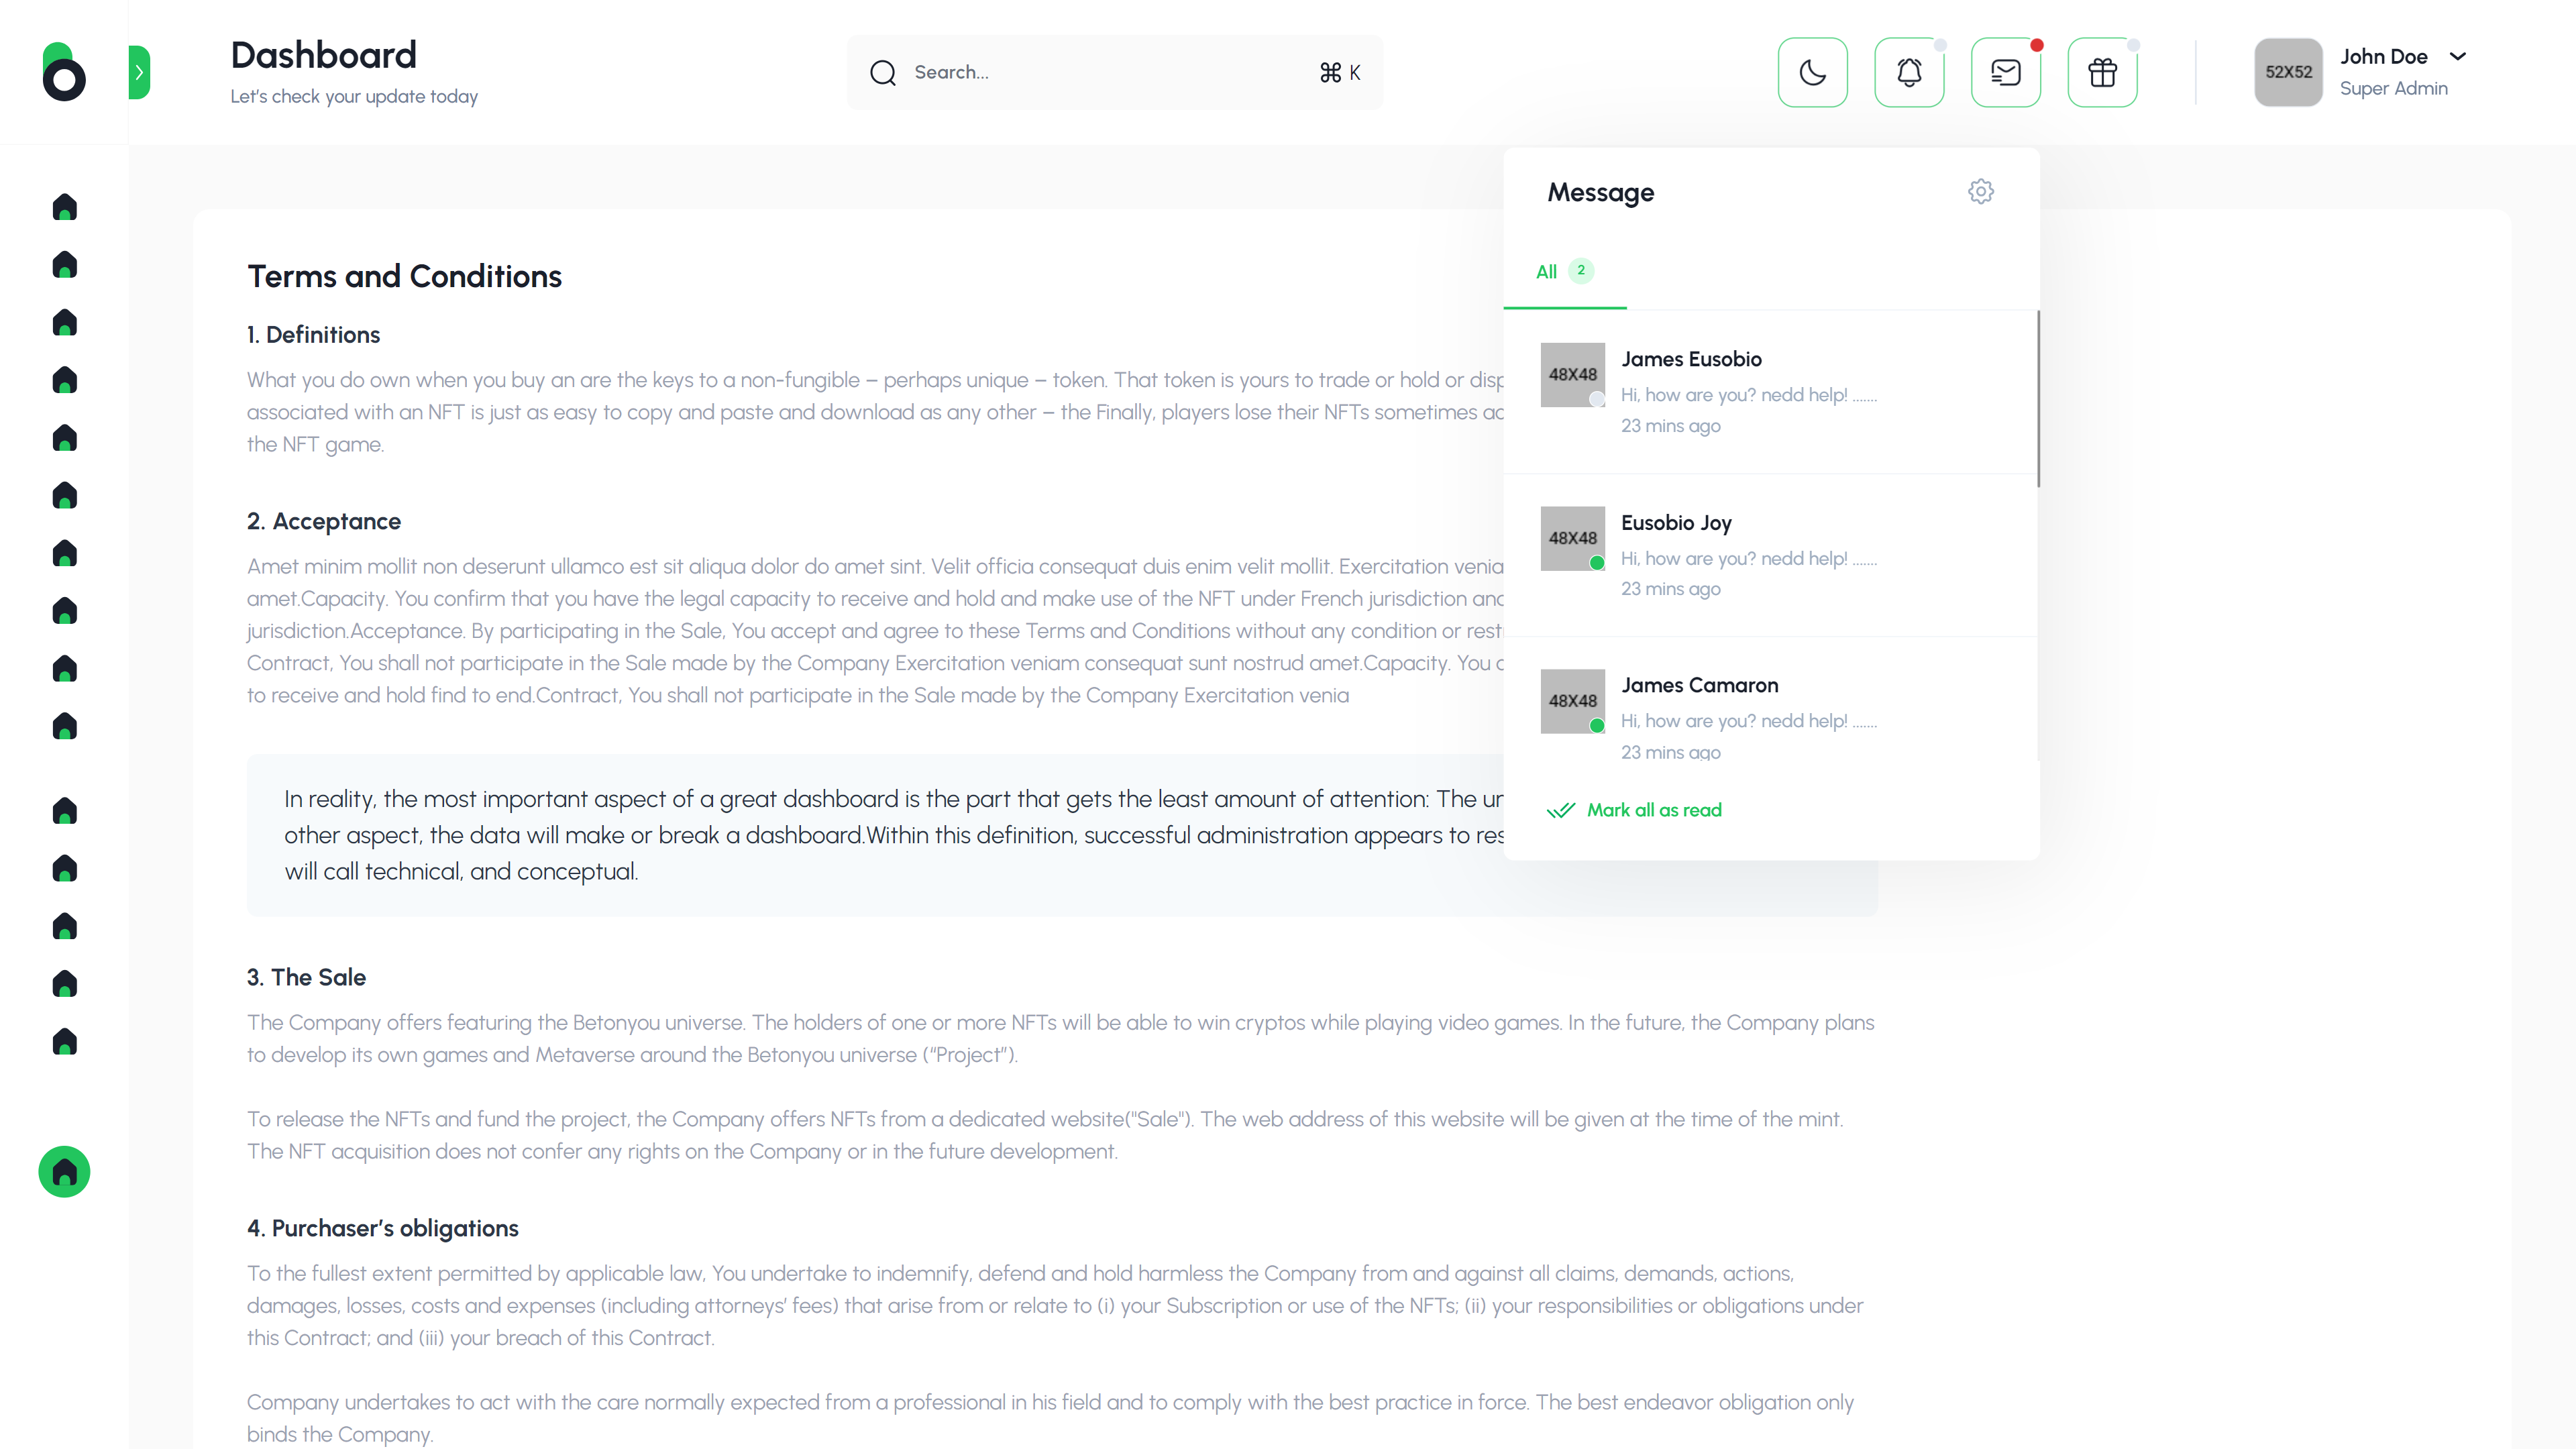 Dashboard
Let's check your update today
Search...
⌘ K
52X52
John Doe
Super Admin
Message
All 2
48X48
James Eusobio
Hi, how are you? nedd help! .......
23 mins ago
48X48
Eusobio Joy
Hi, how are you? nedd help! .......
23 mins ago
48X48
James Camaron
Hi, how are you? nedd help! .......
23 mins ago
Mark all as read
Terms and Conditions
1. Definitions
What you do own when you buy an are the keys to a non-fungible – perhaps unique – token. That token is yours to trade or hold or
associated with an NFT is just as easy to copy and paste and download as any other – the Finally, players lose their NFTs sometimes
the NFT game.
2. Acceptance
Amet minim mollit non deserunt ullamco est sit aliqua dolor do amet sint. Velit officia consequat duis enim velit mollit. Exercitation
amet.Capacity. You confirm that you have the legal capacity to receive and hold and make use of the NFT under French jurisdiction
jurisdiction.Acceptance. By participating in the Sale, You accept and agree to these Terms and Conditions without any condition or
Contract, You shall not participate in the Sale made by the Company Exercitation veniam consequat sunt nostrud amet.Capacity. You
to receive and hold find to end.Contract, You shall not participate in the Sale made by the Company Exercitation venia
In reality, the most important aspect of a great dashboard is the part that gets the least amount of attention: The
other aspect, the data will make or break a dashboard.Within this definition, successful administration appears to
will call technical, and conceptual.
3. The Sale
The Company offers featuring the Betonyou universe. The holders of one or more NFTs will be able to win cryptos while playing video games. In the future, the Company plans
to develop its own games and Metaverse around the Betonyou universe (“Project”).
To release the NFTs and fund the project, the Company offers NFTs from a dedicated website("Sale"). The web address of this website will be given at the time of the mint.
The NFT acquisition does not confer any rights on the Company or in the future development.
4. Purchaser’s obligations
To the fullest extent permitted by applicable law, You undertake to indemnify, defend and hold harmless the Company from and against all claims, demands, actions,
damages, losses, costs and expenses (including attorneys’ fees) that arise from or relate to (i) your Subscription or use of the NFTs; (ii) your responsibilities or obligations under
this Contract; and (iii) your breach of this Contract.
Company undertakes to act with the care normally expected from a professional in his field and to comply with the best practice in force. The best endeavor obligation only
binds the Company.